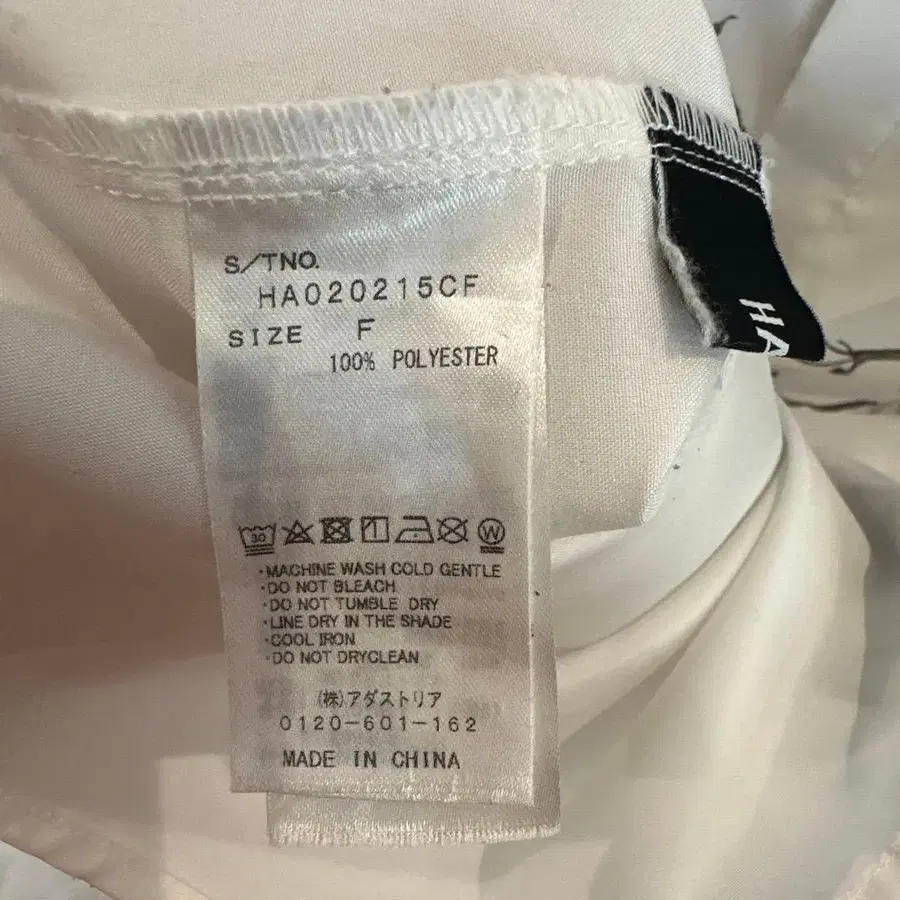 S/TNO.
HA020215CF
SIZE F
100% POLYESTER
30
W
・MACHINE WASH COLD GENTLE
・DO NOT BLEACH
・DO NOT TUMBLE DRY
・LINE DRY IN THE SHADE
・COOL IRON
・DO NOT DRYCLEAN
(株)アダストリア
0120-601-162
MADE IN CHINA
HA